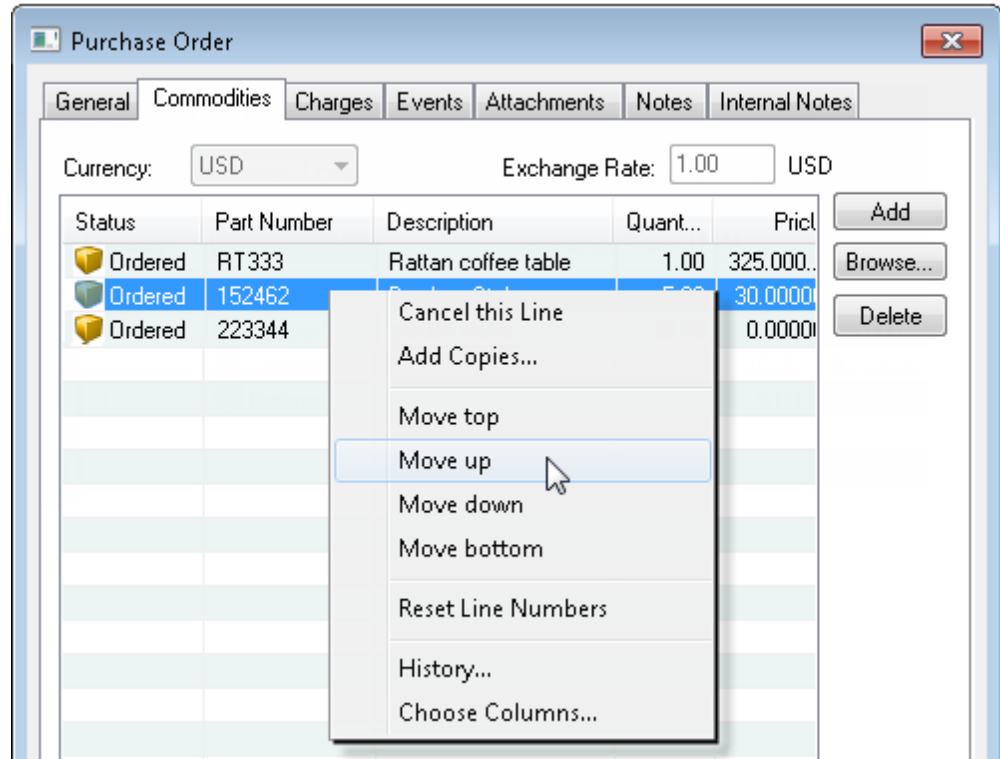 Purchase Order
General Commodities Charges Events Attachments Notes Internal Notes
Currency: USD Exchange Rate: 1.00 USD
Status Part Number Description Quant... Pricl Add
Ordered RT333 Rattan coffee table 1.00 325.000.. Browse...
Ordered 152462 30.0000
Ordered 223344 0.0000 Delete
Cancel this Line
Add Copies...
Move top
Move up
Move down
Move bottom
Reset Line Numbers
History...
Choose Columns...